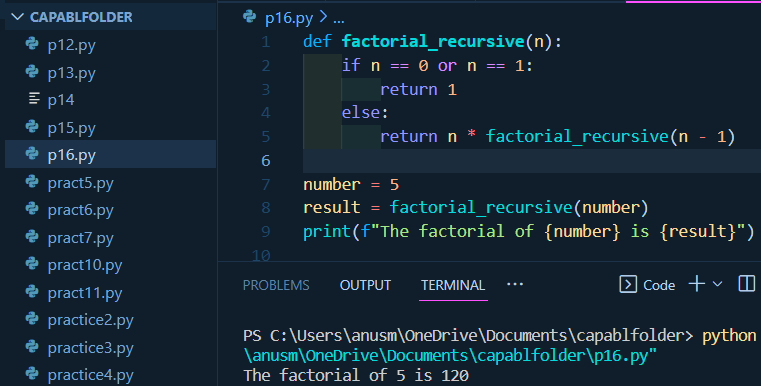 CAPABLFOLDER
p12.py
p13.py
p14
p15.py
p16.py
pract5.py
pract6.py
pract7.py
pract10.py
pract11.py
practice2.py
practice3.py
practice4.py
p16.py > ...
1 def factorial_recursive(n):
2 if n == 0 or n == 1:
3 return 1
4 else:
5 return n * factorial_recursive(n - 1)
6
7 number = 5
8 result = factorial_recursive(number)
9 print(f"The factorial of {number} is {result}")
10
PROBLEMS OUTPUT TERMINAL ... Code
PS C:\Users\anusm\OneDrive\Documents\capablfolder> python
\anusm\OneDrive\Documents\capablfolder\p16.py"
The factorial of 5 is 120